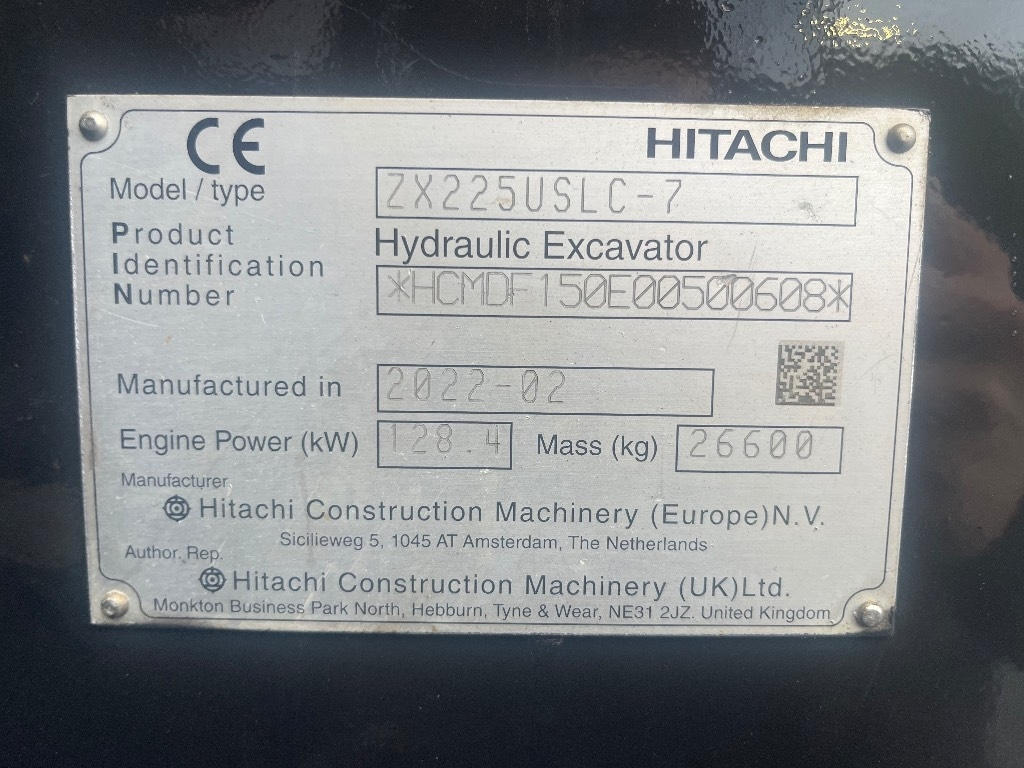 CE HITACHI
Model / type ZX225USLC-7
Product Hydraulic Excavator
Identification
Number *HCMDF150E00500608*
Manufactured in 2022-02
Engine Power (kW) 128.4 Mass (kg) 26600
Manufacturer
Hitachi Construction Machinery (Europe)N.V.
Sicilieweg 5, 1045 AT Amsterdam, The Netherlands
Author. Rep.
Hitachi Construction Machinery (UK)Ltd.
Monkton Business Park North, Hebburn, Tyne & Wear, NE31 2JZ. United Kingdom